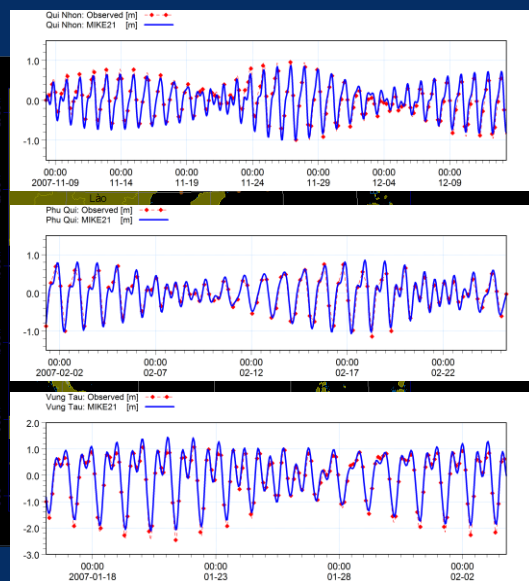 Qui Nhon: Observed [m]
Qui Nhon: MIKE21 [m]
1.0
0.0
-1.0
00:00 00:00 00:00 00:00 00:00 00:00 00:00
2007-11-09 11-14 11-19 11-24 11-29 12-04 12-09
Lào
Phu Qui: Observed [m]
Phu Qui: MIKE21 [m]
1.0
0.0
-1.0
00:00 00:00 00:00 00:00 00:00
2007-02-02 02-07 02-12 02-17 02-22
Vung Tau: Observed [m]
Vung Tau: MIKE21 [m]
2.0
1.0
0.0
-1.0
-2.0
-3.0
00:00 00:00 00:00 00:00
2007-01-18 01-23 01-28 02-02